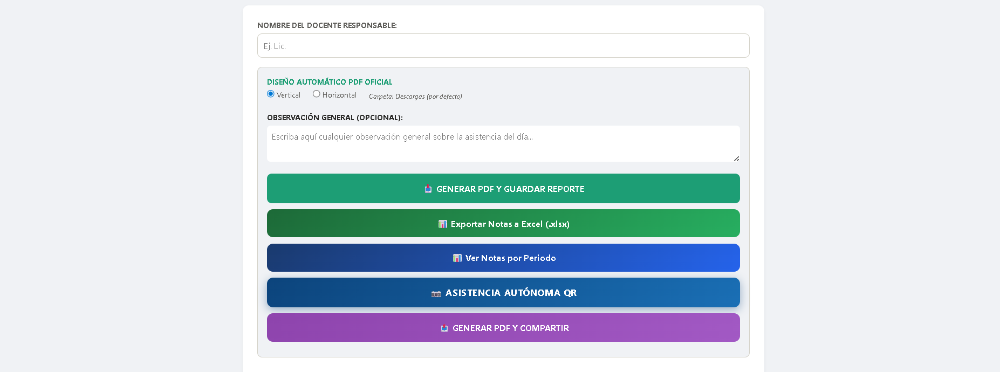 NOMBRE DEL DOCENTE RESPONSABLE:
Ej. Lic.
DISEÑO AUTOMÁTICO PDF OFICIAL
Vertical Horizontal Carpeta: Descargas (por defecto)
OBSERVACIÓN GENERAL (OPCIONAL):
Escriba aquí cualquier observación general sobre la asistencia del día...
GENERAR PDF Y GUARDAR REPORTE
Exportar Notas a Excel (.xlsx)
Ver Notas por Periodo
ASISTENCIA AUTÓNOMA QR
GENERAR PDF Y COMPARTIR